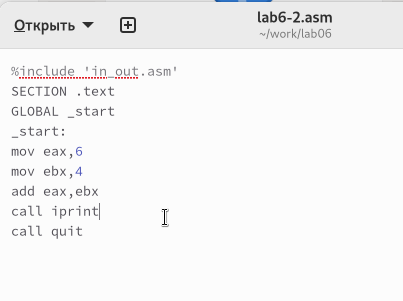 Открыть
lab6-2.asm
~/work/lab06
%include 'in_out.asm'
SECTION .text
GLOBAL _start
_start:
mov eax,6
mov ebx,4
add eax,ebx
call iprint
call quit